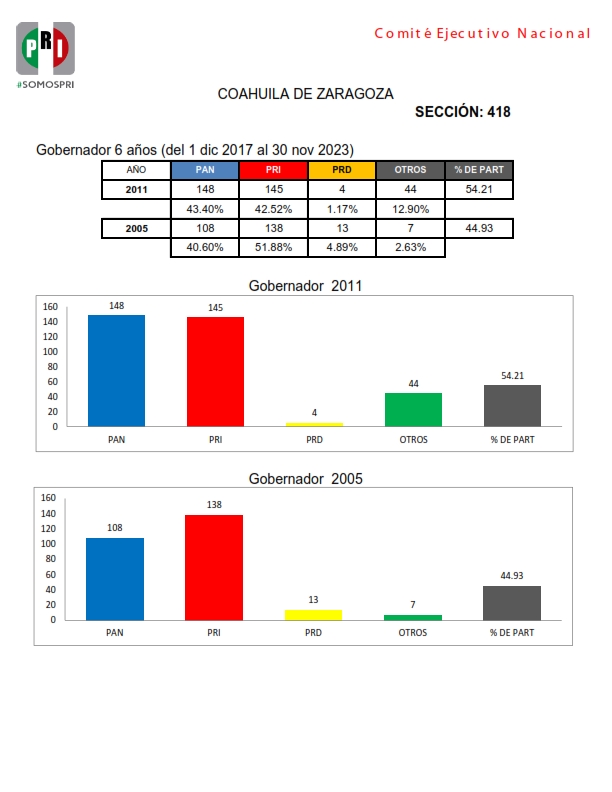 PRI
#SOMOSPRI
Comité Ejecutivo Nacional
COAHUILA DE ZARAGOZA
SECCIÓN: 418
Gobernador 6 años (del 1 dic 2017 al 30 nov 2023)
AÑO PAN PRI PRD OTROS % DE PART
2011 148 145 4 44 54.21
43.40% 42.52% 1.17% 12.90%
2005 108 138 13 7 44.93
40.60% 51.88% 4.89% 2.63%
Gobernador 2011
160
140
120
100
80
60
40
20
0
148
145
4
44
54.21
PAN PRI PRD OTROS % DE PART
Gobernador 2005
160
140
120
100
80
60
40
20
0
108
138
13
7
44.93
PAN PRI PRD OTROS % DE PART